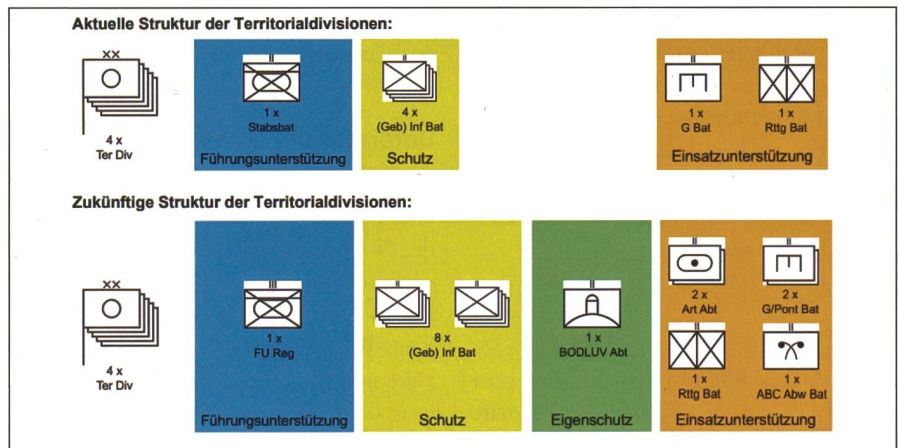 Aktuelle Struktur der Territorialdivisionen:
XX
4 x
Ter Div
1 x
Stabsbat
Führungsunterstützung
4 x
(Geb) Inf Bat
Schutz
1 x
G Bat
1 x
Rttg Bat
Einsatzunterstützung
Zukünftige Struktur der Territorialdivisionen:
XX
4 x
Ter Div
1 x
FU Reg
Führungsunterstützung
8 x
(Geb) Inf Bat
Schutz
1 x
BODLUV Abt
Eigenschutz
2 x
Art Abt
2 x
G/Pont Bat
1 x
Rttg Bat
1 x
ABC Abw Bat
Einsatzunterstützung